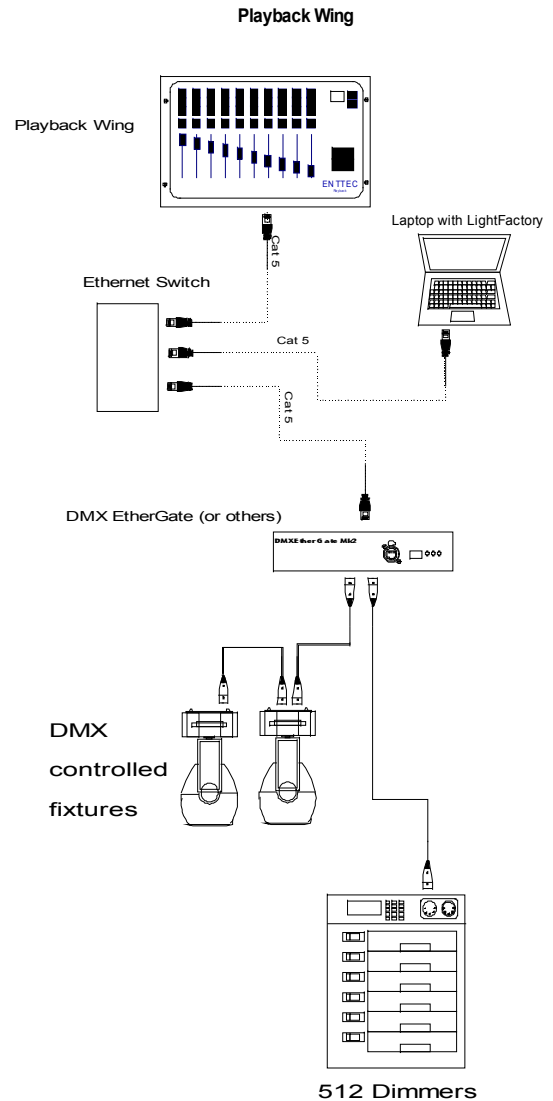 Playback Wing
Playback Wing
ENTTEC
Laptop with LightFactory
Cat 5
Ethernet Switch
Cat 5
Cat 5
DMX EtherGate (or others)
DMXEtherGate Mk2
DMX
controlled
fixtures
512 Dimmers